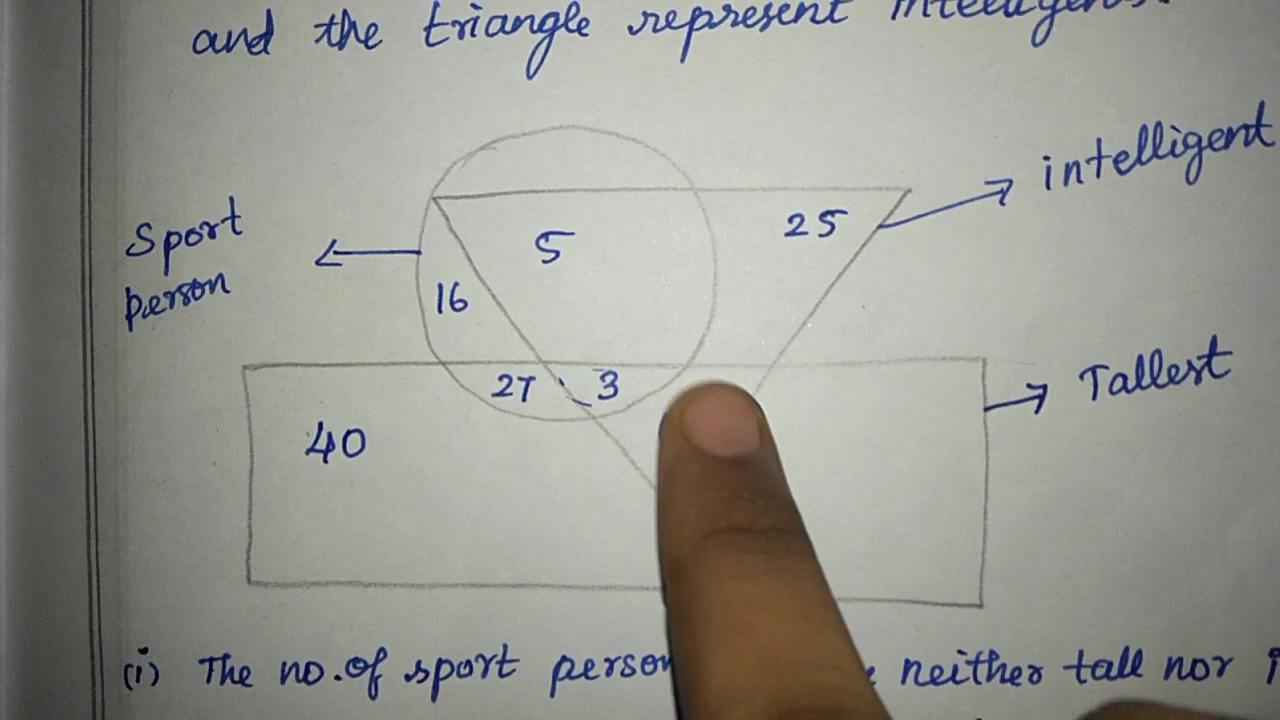 and the triangle represent
intelligent
Sport
person
5
25
16
27 3
Tallest
40
(i) The no.of sport person neither tall nor